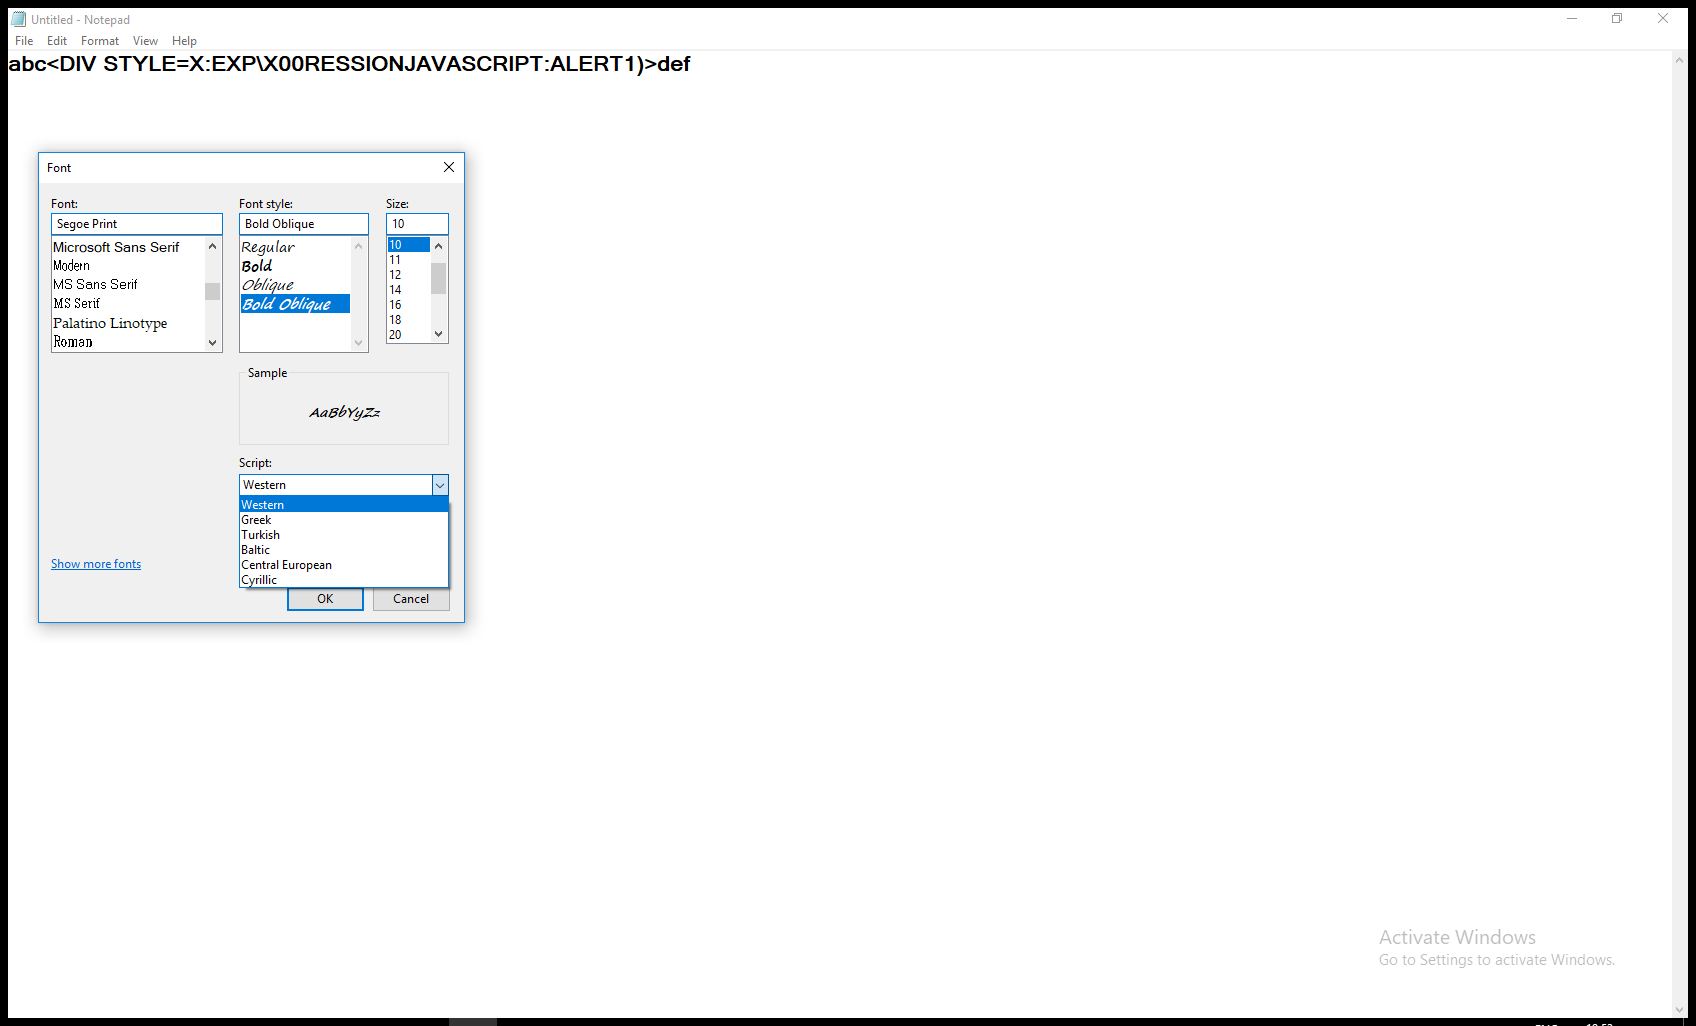 Untitled - Notepad
File Edit Format View Help
abc<DIV STYLE=X:EXP\X00RESSIONJAVASCRIPT:ALERT1)>def
Font
Font: Font style: Size:
Segoe Print Bold Oblique 10
Microsoft Sans Serif
Modern
MS Sans Serif
MS Serif
Palatino Linotype
Roman
Regular
Bold
Oblique
Bold Oblique
10
11
12
14
16
18
20
Sample
AaBbYyZz
Script:
Western
Western
Greek
Turkish
Baltic
Central European
Cyrillic
Show more fonts
OK Cancel
Activate Windows
Go to Settings to activate Windows.